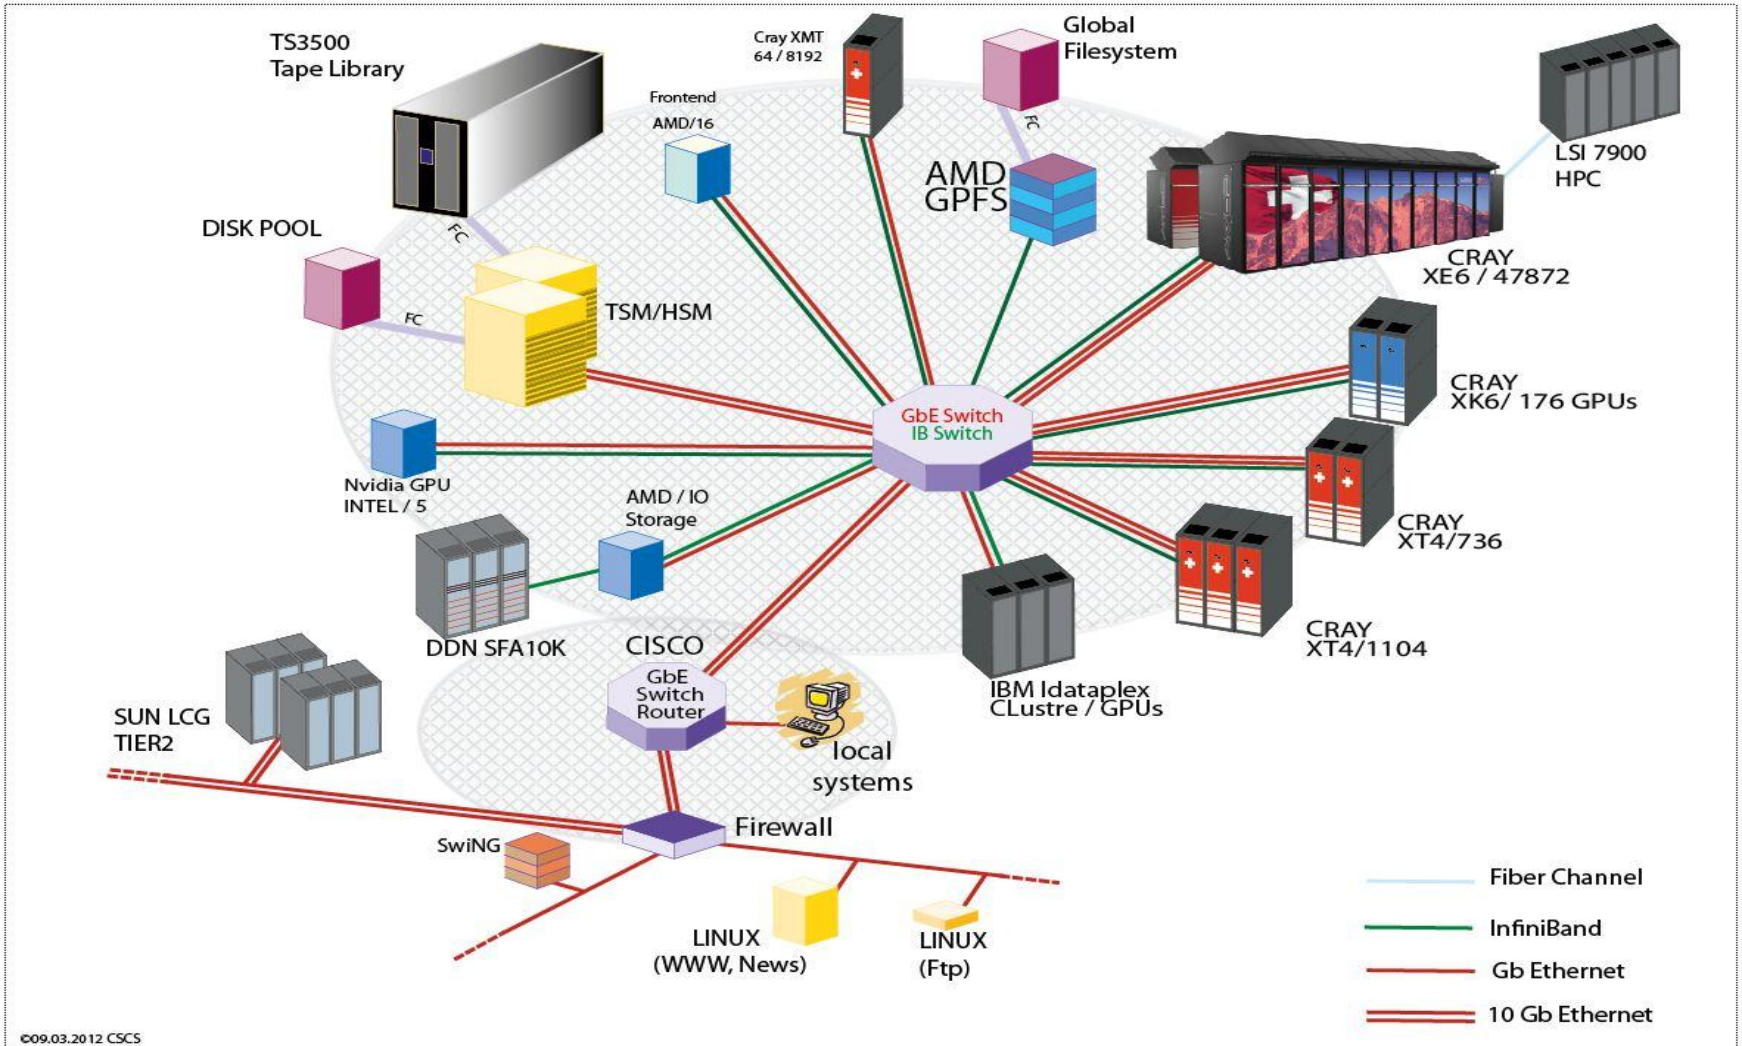 TS3500
Tape Library
Frontend
AMD/16
Cray XMT
64 / 8192
Global
Filesystem
FC
LSI 7900
HPC
AMD
GPFS
DISK POOL
FC
FC
TSM/HSM
CRAY
XE6 / 47872
CRAY
XK6/ 176 GPUs
GbE Switch
IB Switch
Nvidia GPU
INTEL / 5
AMD / IO
Storage
CRAY
XT4/736
DDN SFA10K
CRAY
XT4/1104
CISCO
GbE
Switch
Router
IBM Idataplex
CLustre / GPUs
SUN LCG
TIER2
local
systems
Firewall
SwiNG
LINUX
(WWW, News)
LINUX
(Ftp)
Fiber Channel
InfiniBand
Gb Ethernet
10 Gb Ethernet
©09.03.2012 CSCS